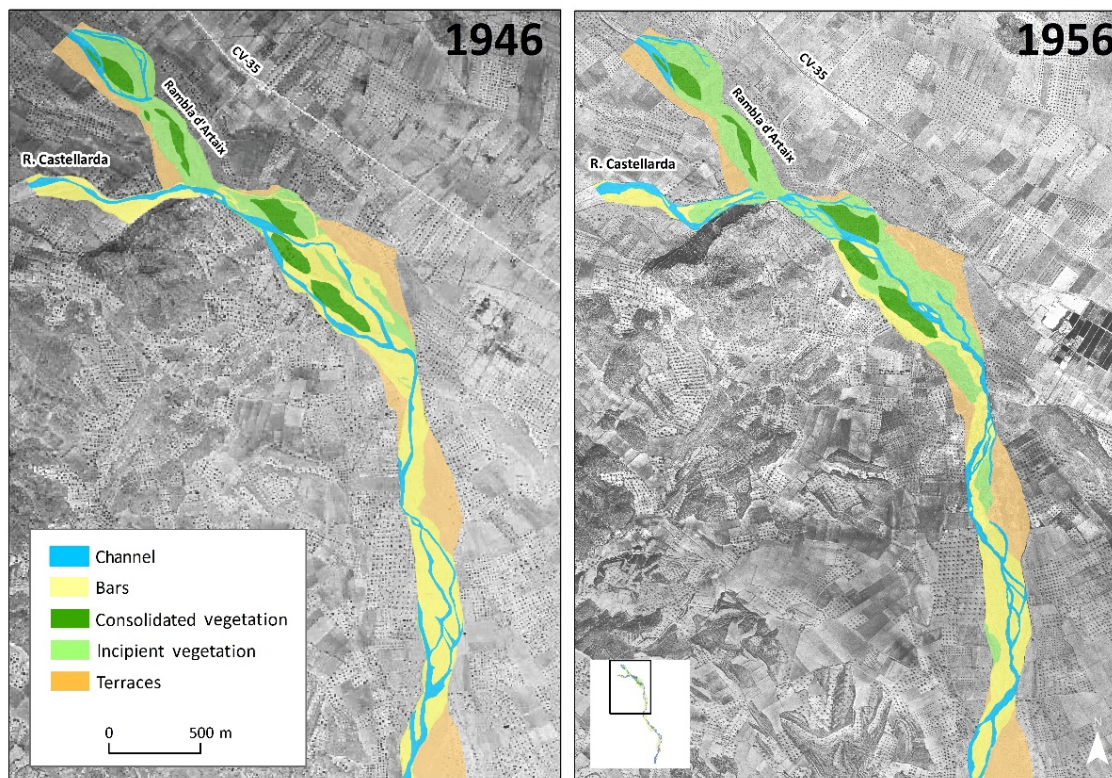 1946
CV-35
Rambla d'Artaix
R. Castellarda
Channel
Bars
Consolidated vegetation
Incipient vegetation
Terraces
0 500 m
1956
CV-35
Rambla d'Artaix
R. Castellarda
N